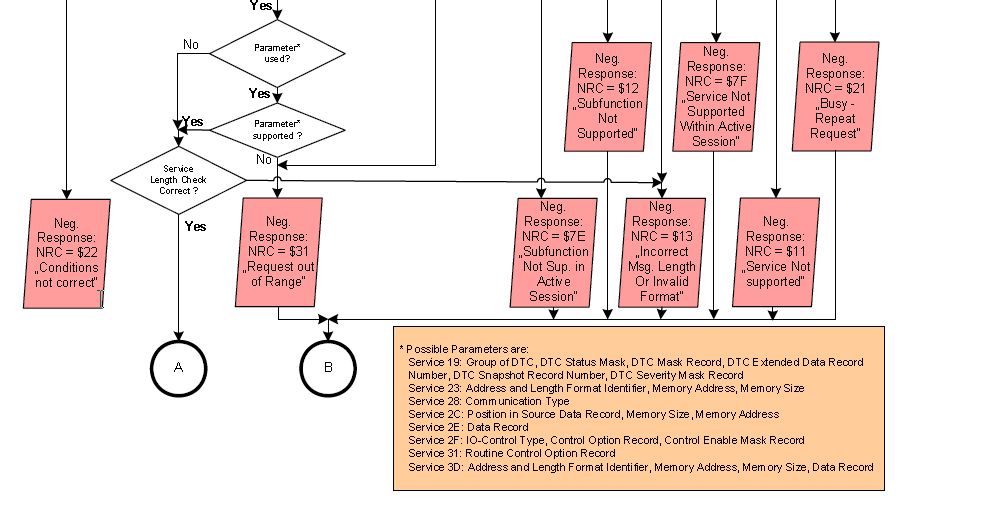 Yes
No
Parameter*
used?
Yes
Parameter*
supported ?
Yes
No
Service
Length Check
Correct ?
Yes
Neg.
Response:
NRC = $22
„Conditions
not correct“
Neg.
Response:
NRC = $31
„Request out
of Range“
Neg.
Response:
NRC = $12
„Subfunction
Not
Supported“
Neg.
Response:
NRC = $7F
„Service Not
Supported
Within Active
Session“
Neg.
Response:
NRC = $21
„Busy -
Repeat
Request“
Neg.
Response:
NRC = $7E
„Subfunction
Not Sup. in
Active
Session“
Neg.
Response:
NRC = $13
„Incorrect
Msg. Length
Or Invalid
Format“
Neg.
Response:
NRC = $11
„Service Not
supported“
A
B
* Possible Parameters are:
Service 19: Group of DTC, DTC Status Mask, DTC Mask Record, DTC Extended Data Record
Number, DTC Snapshot Record Number, DTC Severity Mask Record
Service 23: Address and Length Format Identifier, Memory Address, Memory Size
Service 28: Communication Type
Service 2C: Position in Source Data Record, Memory Size, Memory Address
Service 2E: Data Record
Service 2F: IO-Control Type, Control Option Record, Control Enable Mask Record
Service 31: Routine Control Option Record
Service 3D: Address and Length Format Identifier, Memory Address, Memory Size, Data Record